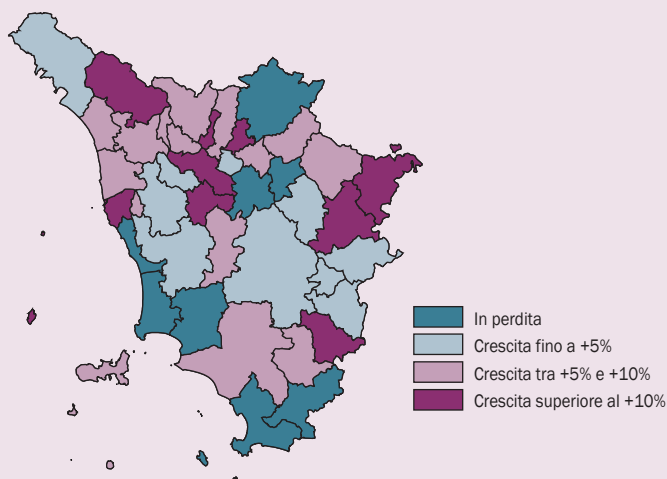 In perdita
Crescita fino a +5%
Crescita tra +5% e +10%
Crescita superiore al +10%